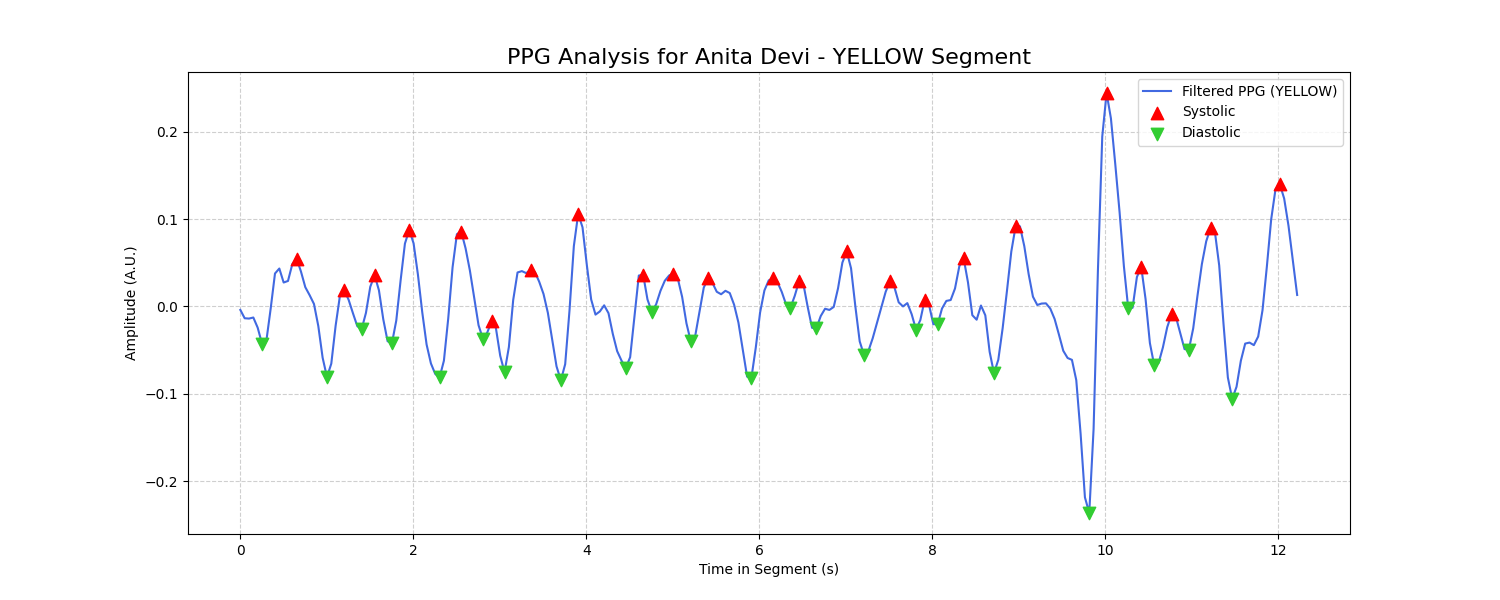 PPG Analysis for Anita Devi - YELLOW Segment
Filtered PPG (YELLOW)
Systolic
Diastolic
Amplitude (A.U.)
0.2
0.1
0.0
−0.1
−0.2
0 2 4 6 8 10 12
Time in Segment (s)